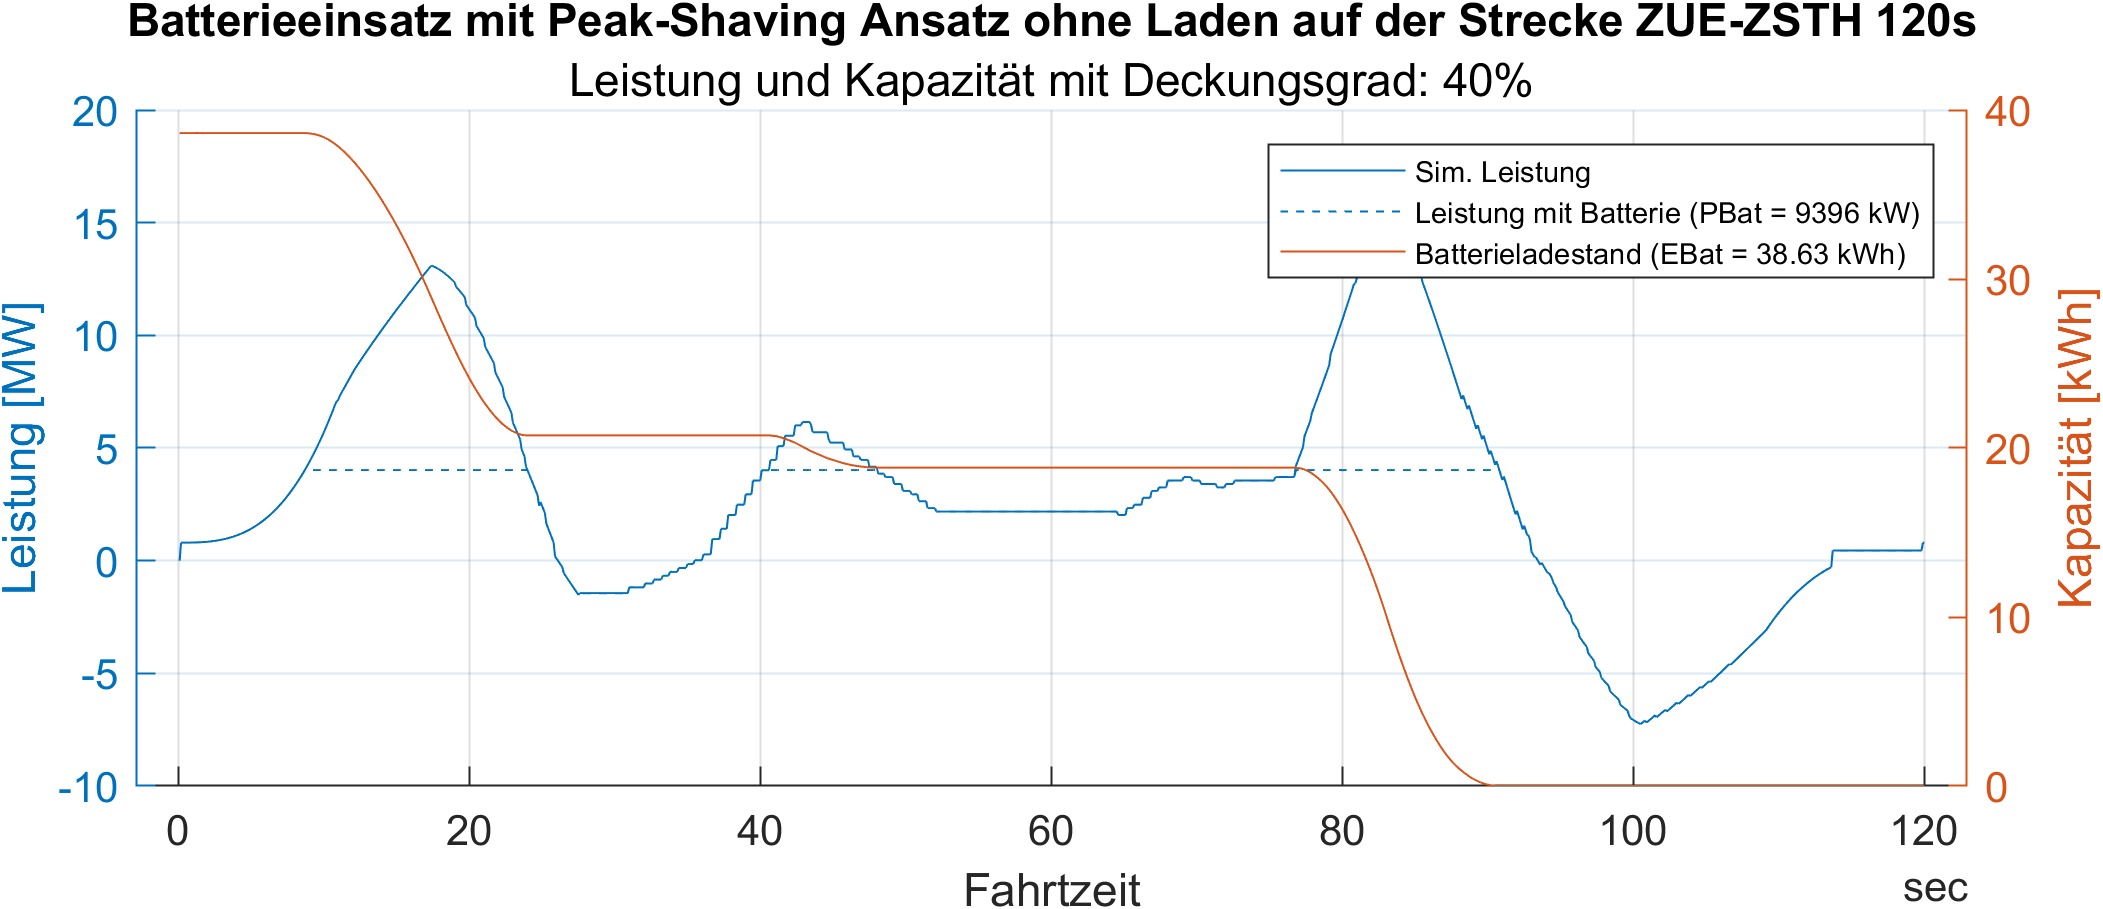 Batterieeinsatz mit Peak-Shaving Ansatz ohne Laden auf der Strecke ZUE-ZSTH 120s
Leistung und Kapazität mit Deckungsgrad: 40%
20
15
10
5
0
-5
-10
Leistung [MW]
Sim. Leistung
Leistung mit Batterie (PBat = 9396 kW)
Batterieladestand (EBat = 38.63 kWh)
40
30
20
10
0
Kapazität [kWh]
0 20 40 60 80 100 120
Fahrtzeit
sec